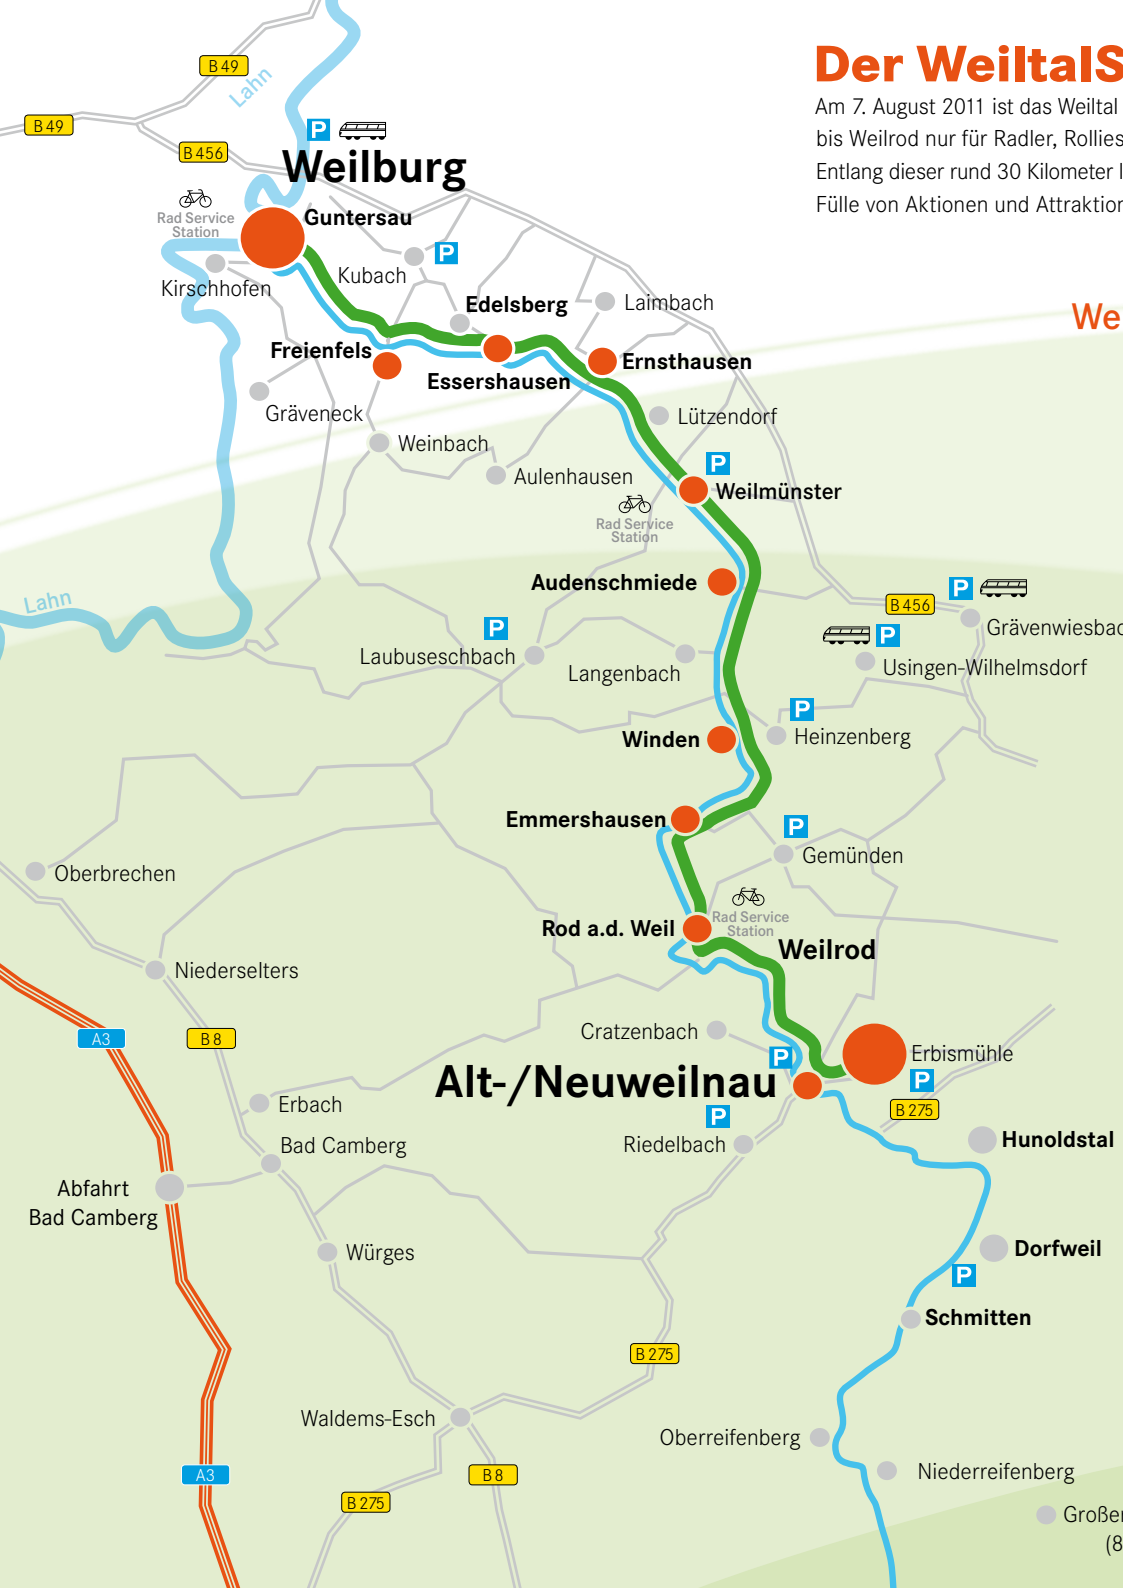 Der WeiltalS
Am 7. August 2011 ist das Weiltal
bis Weilrod nur für Radler, Rollies
Entlang dieser rund 30 Kilometer l
Fülle von Aktionen und Attraktion
We
B 49
Lahn
B 49
P
B 456
Weilburg
Rad Service
Station
Guntersau
P
Kubach
Kirschhofen
Edelsberg
Laimbach
Freienfels
Ernsthausen
Essershausen
Gräveneck
Lützendorf
Weinbach
P
Aulenhausen
Weilmünster
Rad Service
Station
Audenschmiede
P
B 456
Lahn
P
P
Grävenwiesbac
Laubuseschbach
Langenbach
Usingen-Wilhelmsdorf
P
Winden
Heinzenberg
Emmershausen
P
Gemünden
Oberbrechen
Rod a.d. Weil
Rad Service
Station
Weilrod
Niederselters
Cratzenbach
A3
B 8
P
Erbismühle
Alt-/Neuweilnau
P
B 275
Erbach
P
Riedelbach
Hunoldstal
Bad Camberg
Abfahrt
Bad Camberg
Würges
Dorfweil
P
Schmitten
B 275
Waldems-Esch
Oberreifenberg
A3
B 8
Niederreifenberg
B 275
Großer
(8